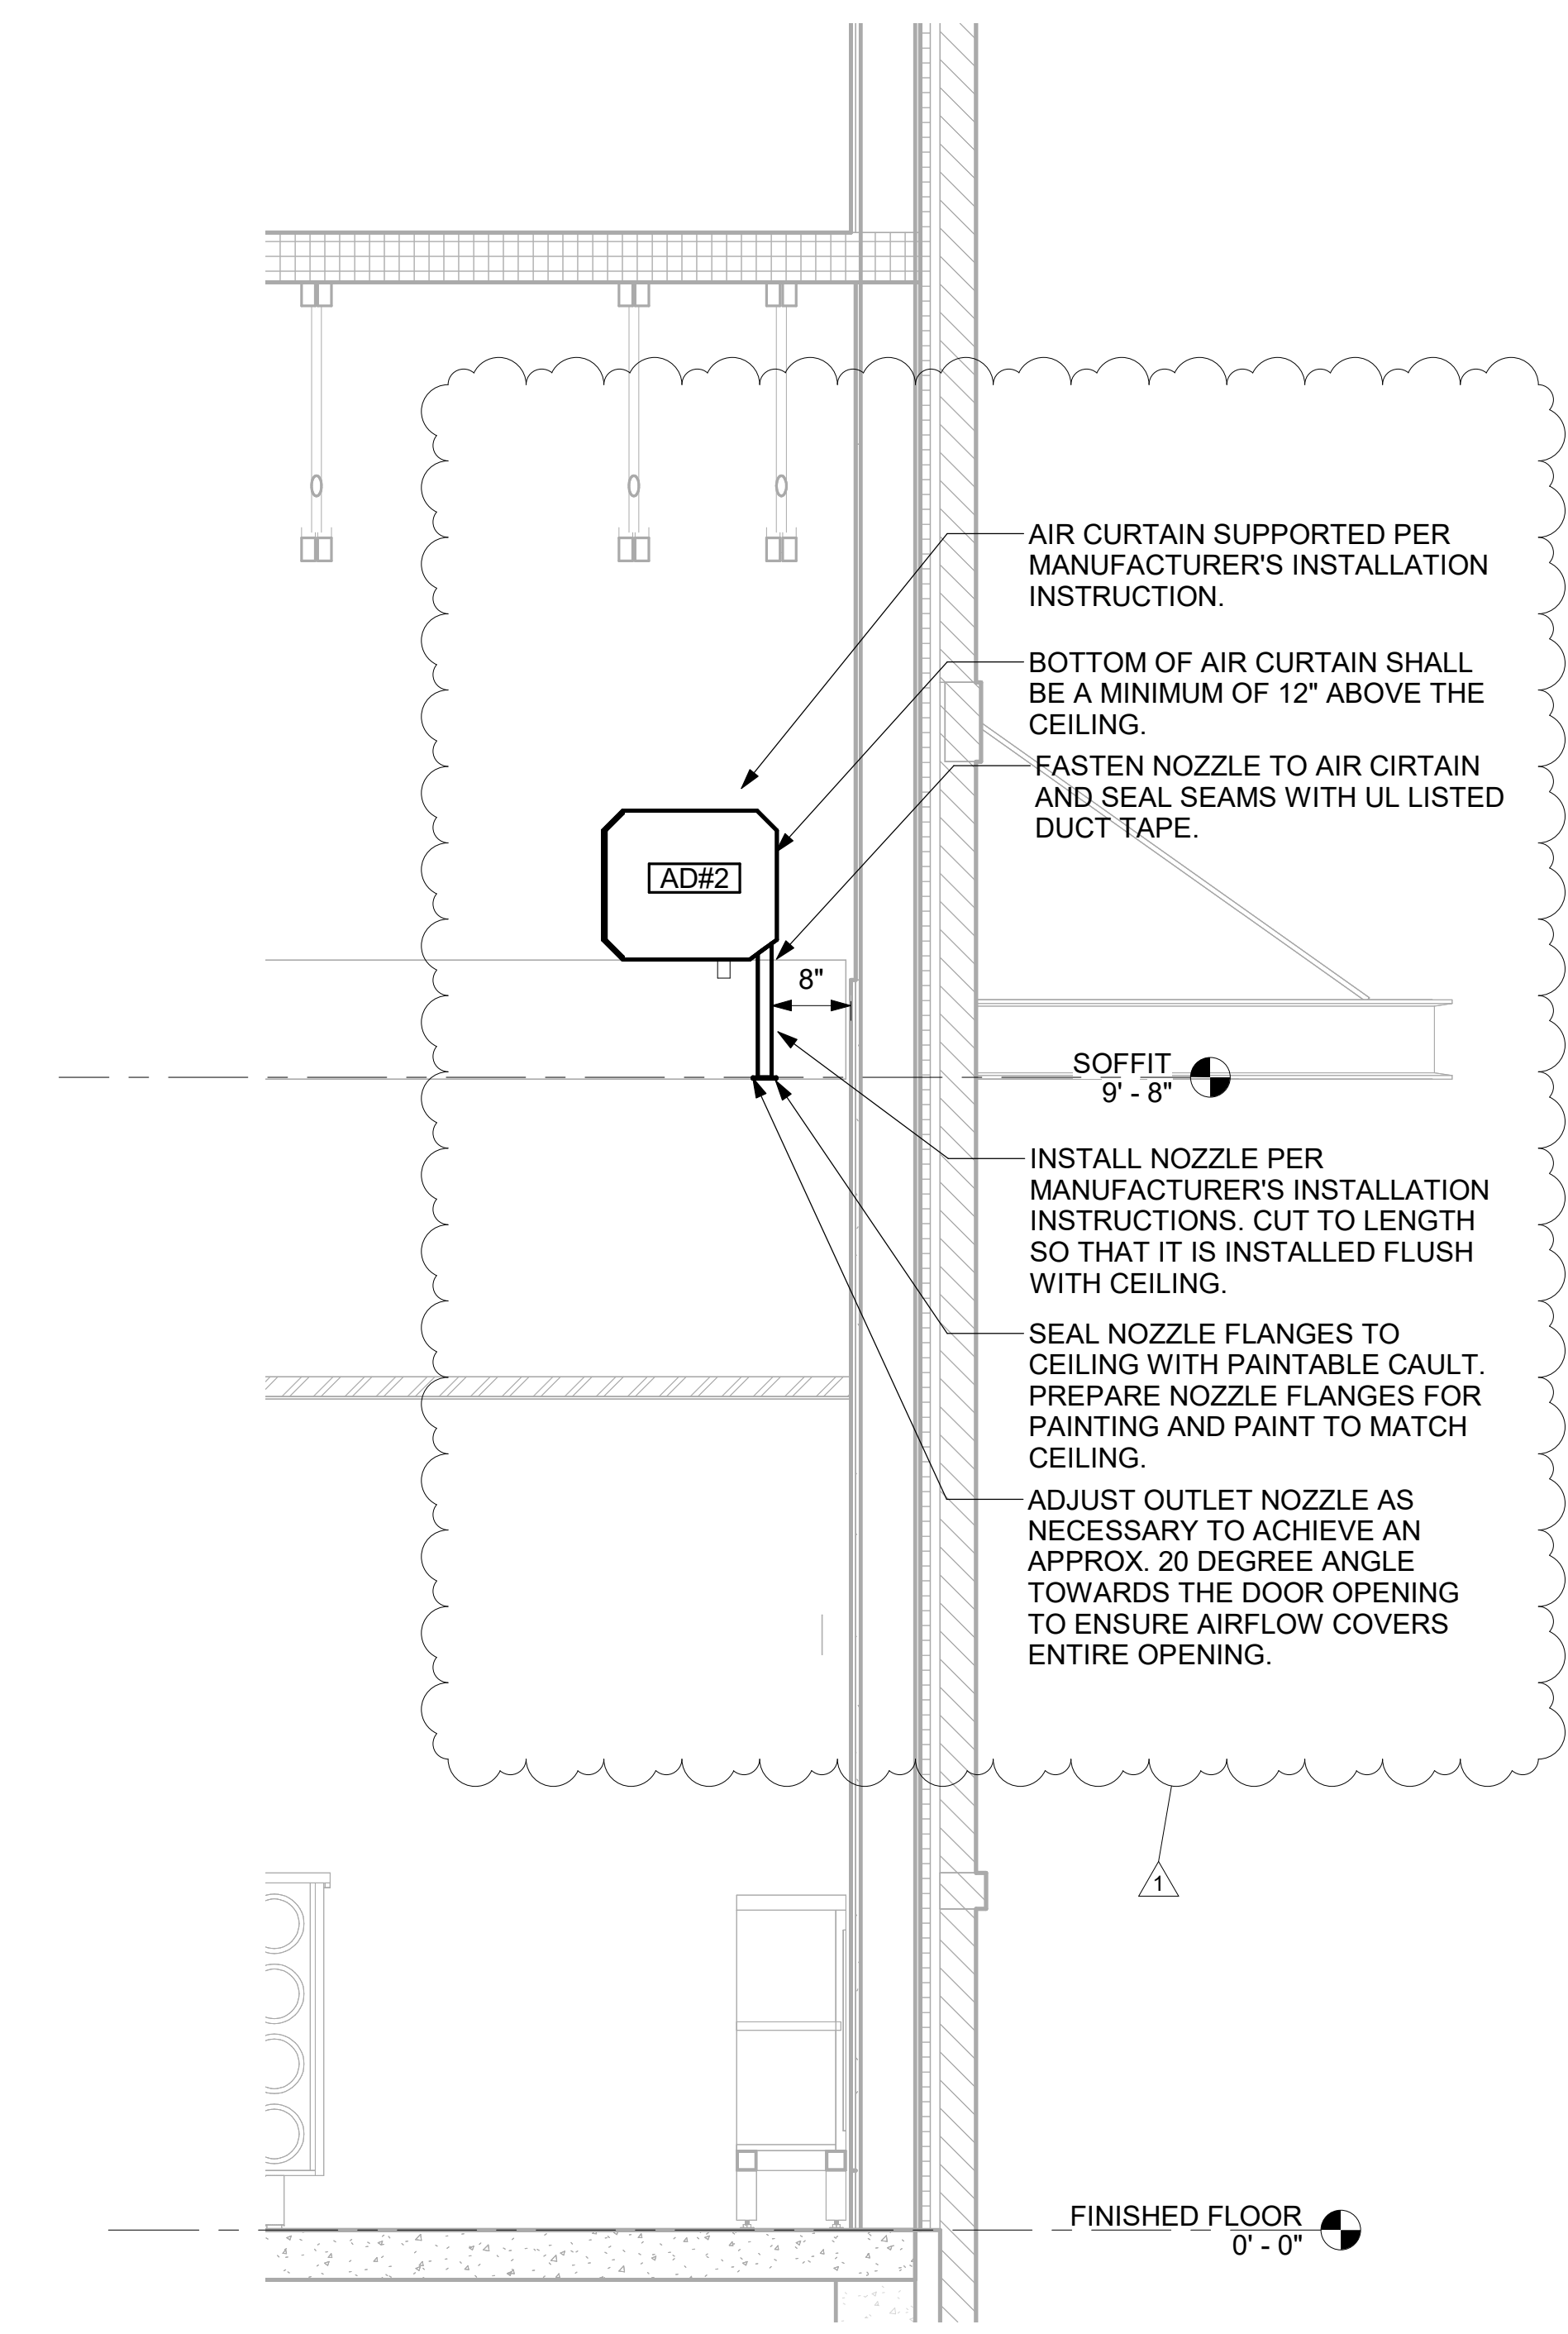 AIR CURTAIN SUPPORTED PER
MANUFACTURER'S INSTALLATION
INSTRUCTION.
BOTTOM OF AIR CURTAIN SHALL
BE A MINIMUM OF 12" ABOVE THE
CEILING.
FASTEN NOZZLE TO AIR CIRTAIN
AND SEAL SEAMS WITH UL LISTED
DUCT TAPE.
AD#2
8"
SOFFIT
9' - 8"
INSTALL NOZZLE PER
MANUFACTURER'S INSTALLATION
INSTRUCTIONS. CUT TO LENGTH
SO THAT IT IS INSTALLED FLUSH
WITH CEILING.
SEAL NOZZLE FLANGES TO
CEILING WITH PAINTABLE CAULT.
PREPARE NOZZLE FLANGES FOR
PAINTING AND PAINT TO MATCH
CEILING.
ADJUST OUTLET NOZZLE AS
NECESSARY TO ACHIEVE AN
APPROX. 20 DEGREE ANGLE
TOWARDS THE DOOR OPENING
TO ENSURE AIRFLOW COVERS
ENTIRE OPENING.
1
FINISHED FLOOR
0' - 0"